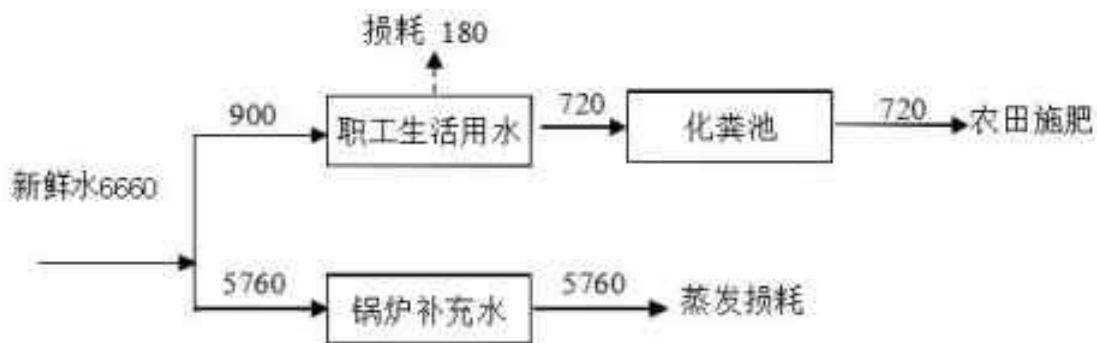 损耗 180
900
职工生活用水
720
化粪池
720
农田施肥
新鲜水6660
5760
锅炉补充水
5760
蒸发损耗